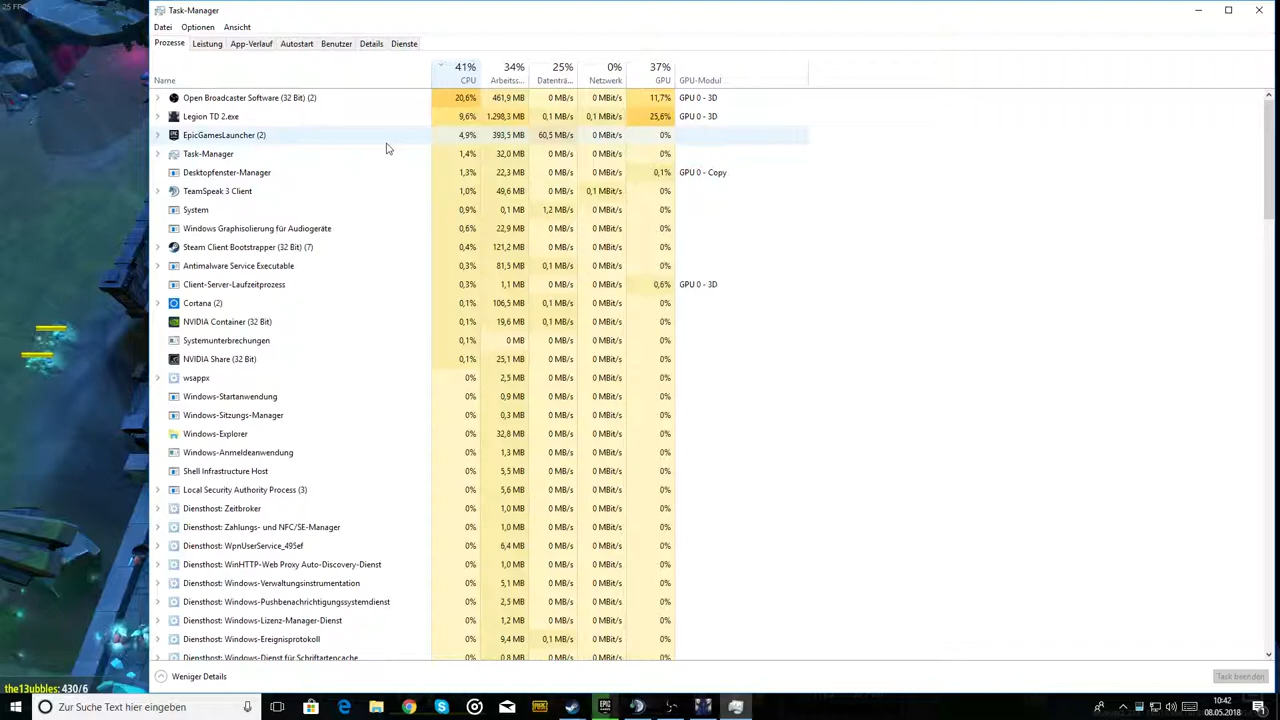 25 FP
Task-Manager
Datei Optionen Ansicht
Prozesse Leistung App-Verlauf Autostart Benutzer Details Dienste
41% 34% 25% 0% 37%
Name CPU Arbeitss... Datenträ... Netzwerk GPU GPU-Modul
Open Broadcaster Software (32 Bit) (2) 20,6% 461,9 MB 0 MB/s 0 MBit/s 11,7% GPU 0 - 3D
Legion TD 2.exe 9,6% 1.298,3 MB 0,1 MB/s 0,1 MBit/s 25,6% GPU 0 - 3D
EpicGamesLauncher (2) 4,9% 393,5 MB 60,5 MB/s 0 MBit/s 0%
Task-Manager 1,4% 32,0 MB 0 MB/s 0 MBit/s 0%
Desktopfenster-Manager 1,3% 22,3 MB 0 MB/s 0 MBit/s 0,1% GPU 0 - Copy
TeamSpeak 3 Client 1,0% 49,6 MB 0 MB/s 0,1 MBit/s 0%
System 0,9% 0,1 MB 1,2 MB/s 0 MBit/s 0%
Windows Graphisolierung für Audiogeräte 0,6% 22,9 MB 0 MB/s 0 MBit/s 0%
Steam Client Bootstrapper (32 Bit) (7) 0,4% 121,2 MB 0 MB/s 0 MBit/s 0%
Antimalware Service Executable 0,3% 81,5 MB 0,1 MB/s 0 MBit/s 0%
Client-Server-Laufzeitprozess 0,3% 1,1 MB 0 MB/s 0 MBit/s 0,6% GPU 0 - 3D
Cortana (2) 0,1% 106,5 MB 0,1 MB/s 0 MBit/s 0%
NVIDIA Container (32 Bit) 0,1% 19,6 MB 0,1 MB/s 0 MBit/s 0%
Systemunterbrechungen 0,1% 0 MB 0 MB/s 0 MBit/s 0%
NVIDIA Share (32 Bit) 0,1% 25,1 MB 0 MB/s 0 MBit/s 0%
wsappx 0% 2,5 MB 0 MB/s 0 MBit/s 0%
Windows-Startanwendung 0% 0,9 MB 0 MB/s 0 MBit/s 0%
Windows-Sitzungs-Manager 0% 0,3 MB 0 MB/s 0 MBit/s 0%
Windows-Explorer 0% 32,8 MB 0 MB/s 0 MBit/s 0%
Windows-Anmeldeanwendung 0% 1,3 MB 0 MB/s 0 MBit/s 0%
Shell Infrastructure Host 0% 5,5 MB 0 MB/s 0 MBit/s 0%
Local Security Authority Process (3) 0% 5,6 MB 0 MB/s 0 MBit/s 0%
Diensthost: Zeitbroker 0% 1,0 MB 0 MB/s 0 MBit/s 0%
Diensthost: Zahlungs- und NFC/SE-Manager 0% 1,0 MB 0 MB/s 0 MBit/s 0%
Diensthost: WpnUserService_495ef 0% 6,4 MB 0 MB/s 0 MBit/s 0%
Diensthost: WinHTTP-Web Proxy Auto-Discovery-Dienst 0% 1,0 MB 0 MB/s 0 MBit/s 0%
Diensthost: Windows-Verwaltungsinstrumentation 0% 5,1 MB 0 MB/s 0 MBit/s 0%
Diensthost: Windows-Pushbenachrichtigungssystemdienst 0% 2,5 MB 0 MB/s 0 MBit/s 0%
Diensthost: Windows-Lizenz-Manager-Dienst 0% 1,2 MB 0 MB/s 0 MBit/s 0%
Diensthost: Windows-Ereignisprotokoll 0% 9,4 MB 0,1 MB/s 0 MBit/s 0%
Diensthost: Windows-Dienst für Schriftartencache 0% 0,8 MB 0 MB/s 0 MBit/s 0%
Weniger Details Task beenden
the13ubbles: 430/6
Zur Suche Text hier eingeben
10:42
08.05.2018